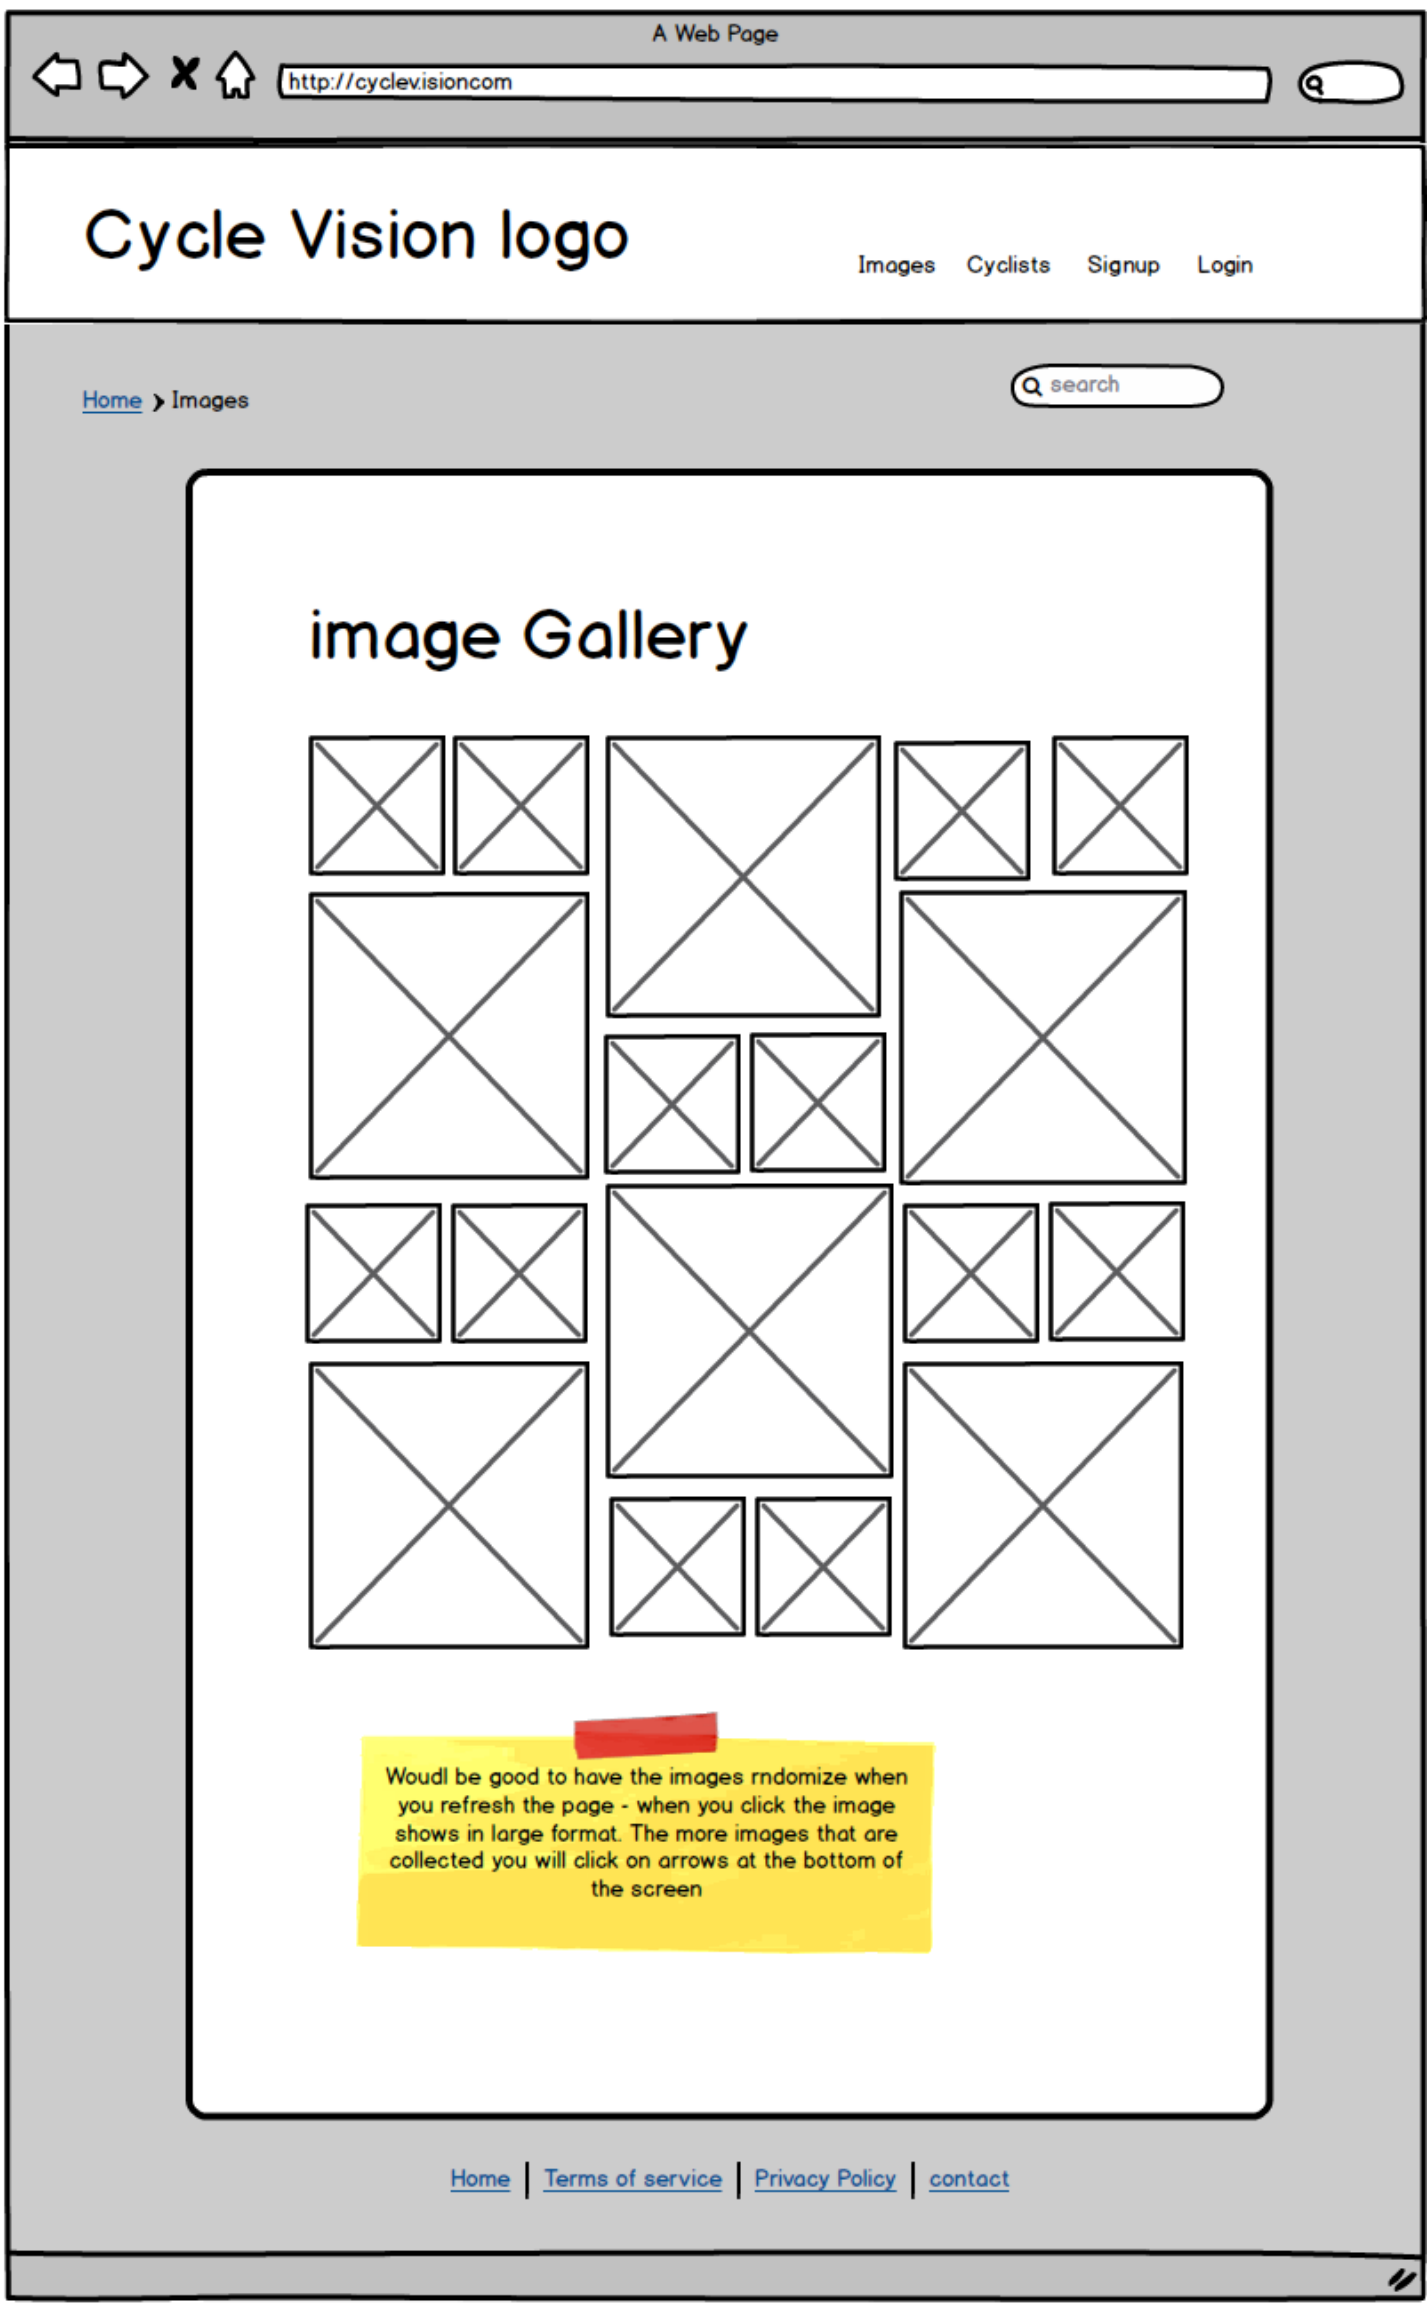 A Web Page
http://cyclev.isioncom
Cycle Vision logo
Images Cyclists Signup Login
search
Home Images
image Gallery
Woudl be good to have the images rndomize when
you refresh the page - when you click the image
shows in large format. The more images that are
collected you will click on arrows at the bottom of
the screen
Home Terms of service Privacy Policy contact